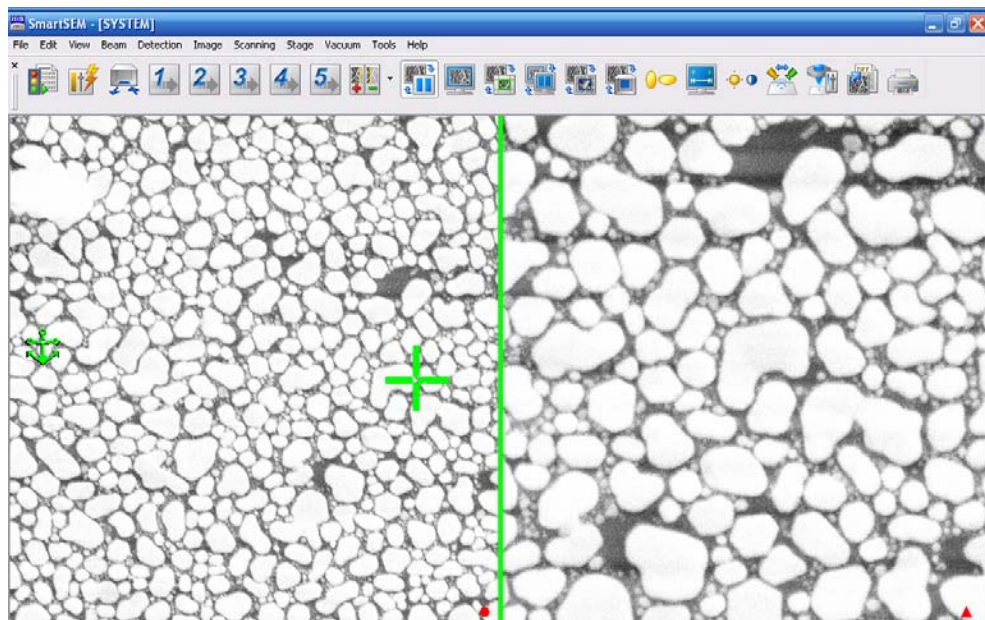 SmartSEM - [SYSTEM]
File Edit View Beam Detection Image Scanning Stage Vacuum Tools Help
1 2 3 4 5